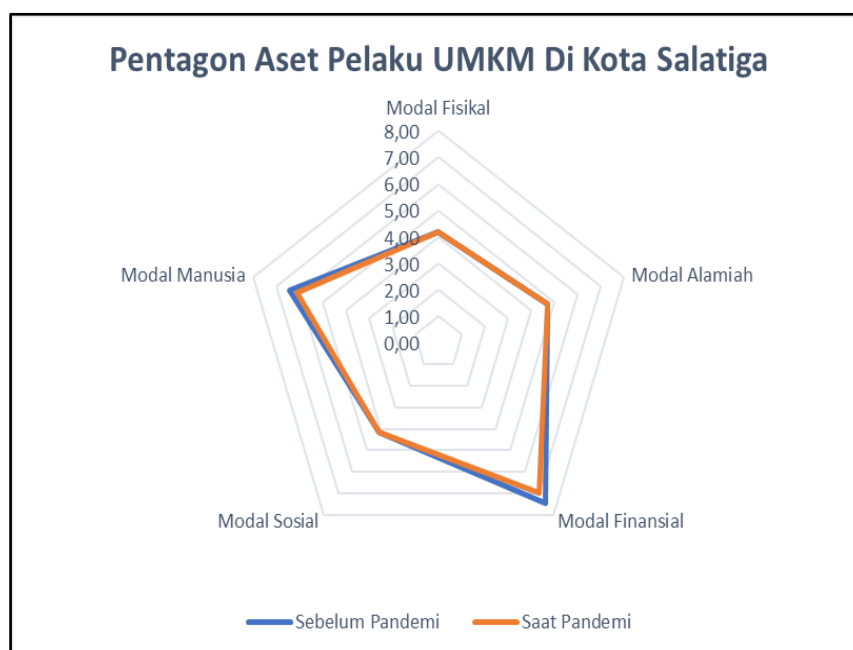 Pentagon Aset Pelaku UMKM Di Kota Salatiga
Modal Fisikal
8,00
7,00
6,00
5,00
4,00
3,00
2,00
1,00
0,00
Modal Manusia
Modal Alamiah
Modal Sosial
Modal Finansial
Sebelum Pandemi
Saat Pandemi